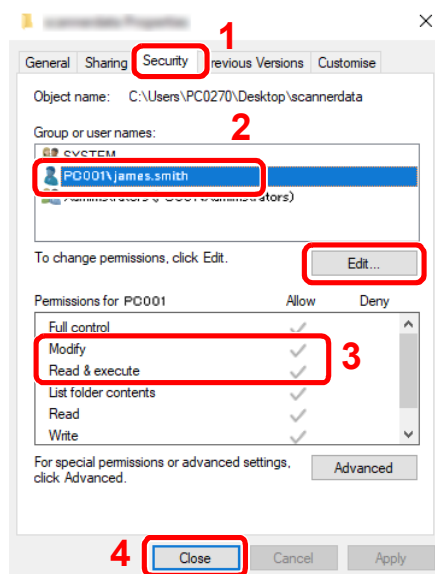 scannerdata Properties
1
General Sharing Security Previous Versions Customise
Object name: C:\Users\PC0270\Desktop\scannerdata
Group or user names:
2
SYSTEM
PC001\james.smith
To change permissions, click Edit.
Edit...
Permissions for PC001 Allow Deny
Full control
Modify
3
Read & execute
List folder contents
Read
Write
For special permissions or advanced settings, click Advanced.
Advanced
4
Close Cancel Apply